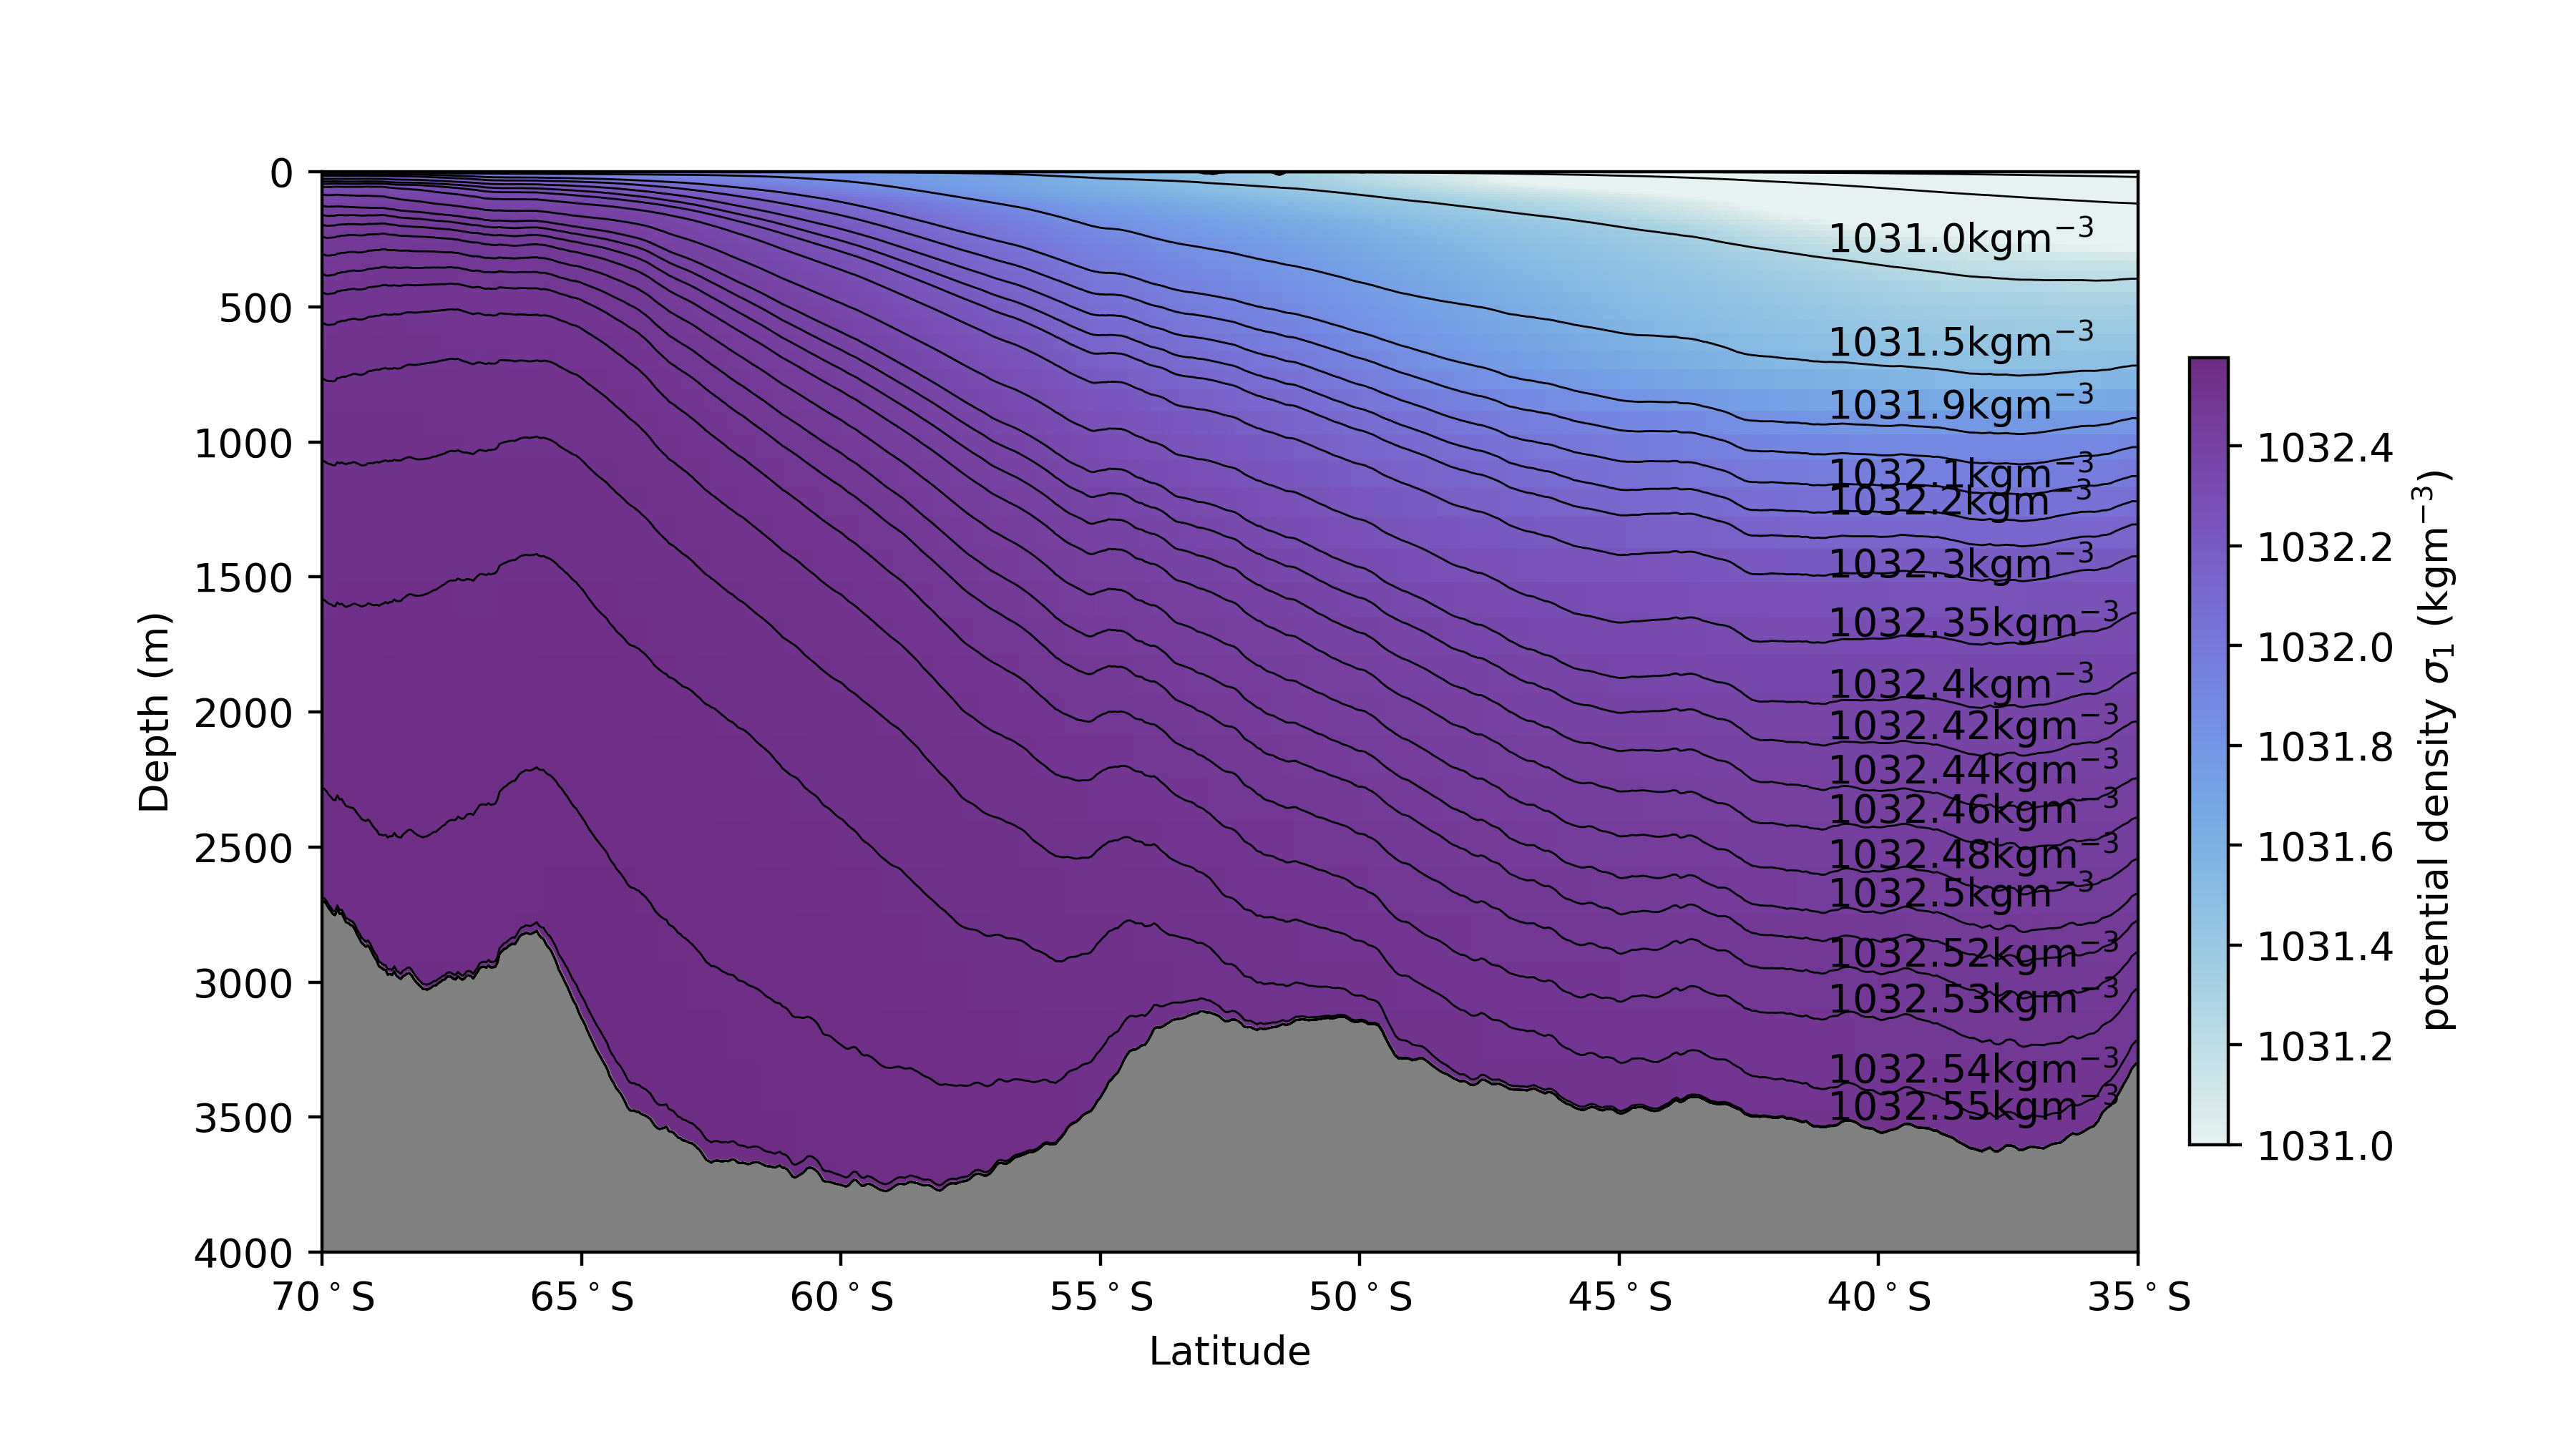 0
500
1000
1500
2000
2500
3000
3500
4000
Depth (m)
70°S
65°S
60°S
55°S
50°S
45°S
40°S
35°S
Latitude
1031.0kgm⁻³
1031.5kgm⁻³
1031.9kgm⁻³
1032.1kgm⁻³
1032.2kgm⁻³
1032.3kgm⁻³
1032.35kgm⁻³
1032.4kgm⁻³
1032.42kgm⁻³
1032.44kgm⁻³
1032.46kgm⁻³
1032.48kgm⁻³
1032.5kgm⁻³
1032.52kgm⁻³
1032.53kgm⁻³
1032.54kgm⁻³
1032.55kgm⁻³
1032.4
1032.2
1032.0
1031.8
1031.6
1031.4
1031.2
1031.0
potential density σ₁ (kgm⁻³)